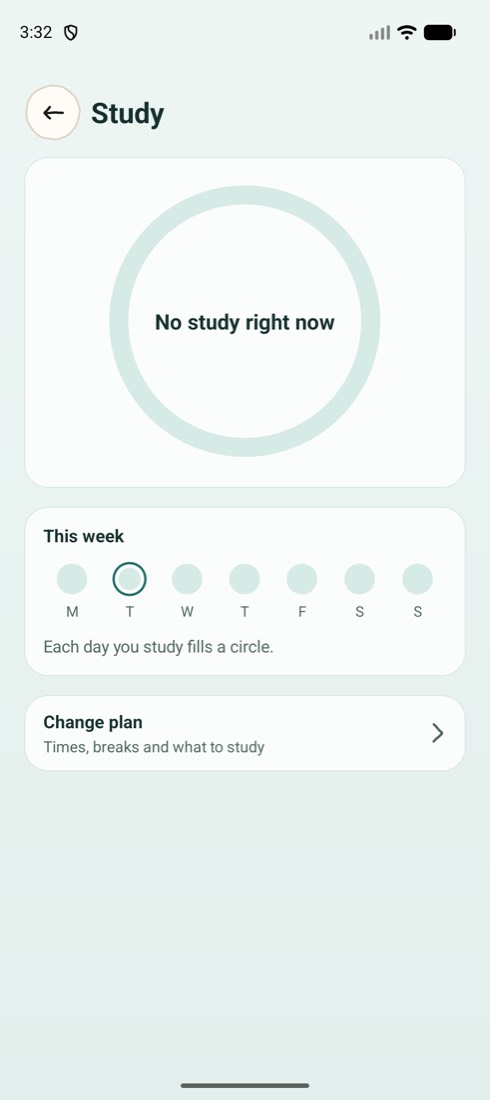 3:32
Study
No study right now
This week
M T W T F S S
Each day you study fills a circle.
Change plan
Times, breaks and what to study